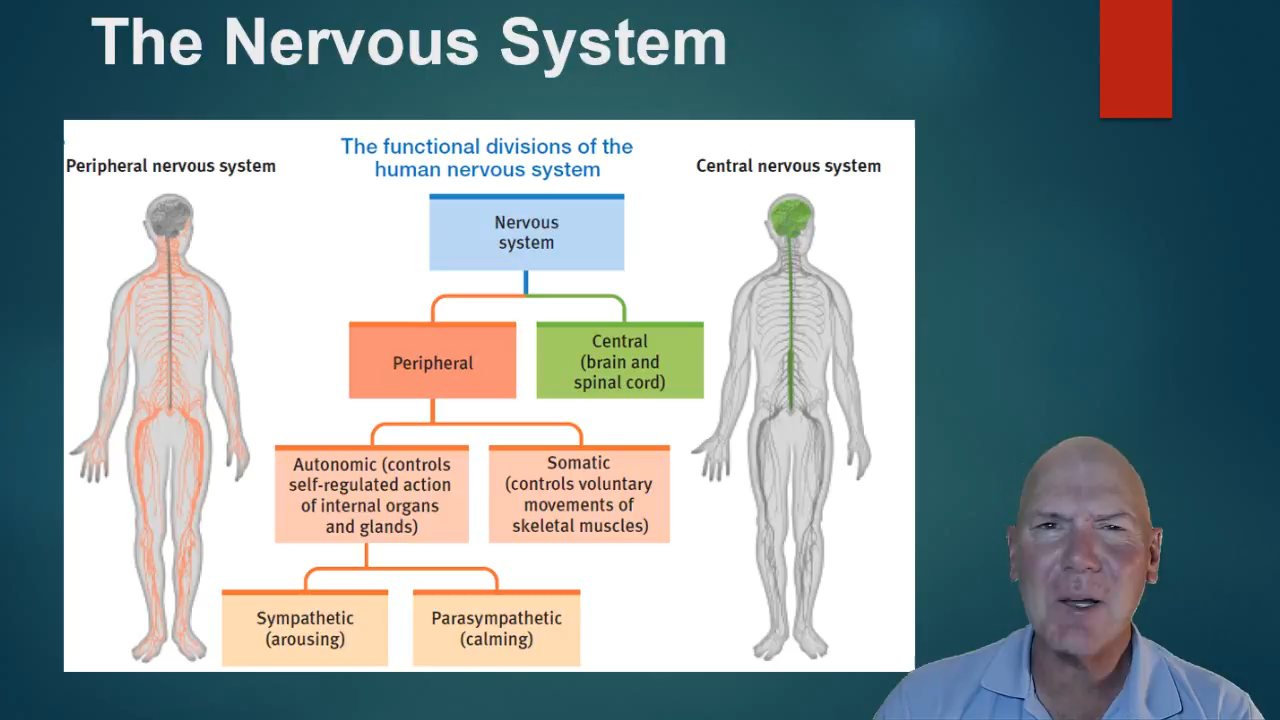 The Nervous System
The functional divisions of the
human nervous system
Peripheral nervous system
Central nervous system
Nervous
system
Peripheral
Central
(brain and
spinal cord)
Autonomic (controls
self-regulated action
of internal organs
and glands)
Somatic
(controls voluntary
movements of
skeletal muscles)
Sympathetic
(arousing)
Parasympathetic
(calming)